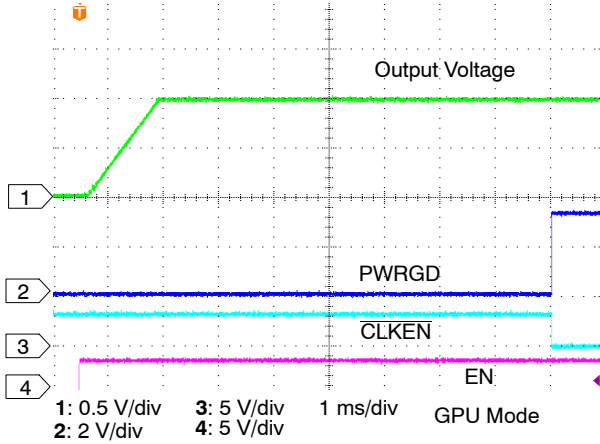 T
Output Voltage
1
PWRGD
2
CLKEN
3
EN
4
1: 0.5 V/div 3: 5 V/div 1 ms/div
GPU Mode
2: 2 V/div 4: 5 V/div